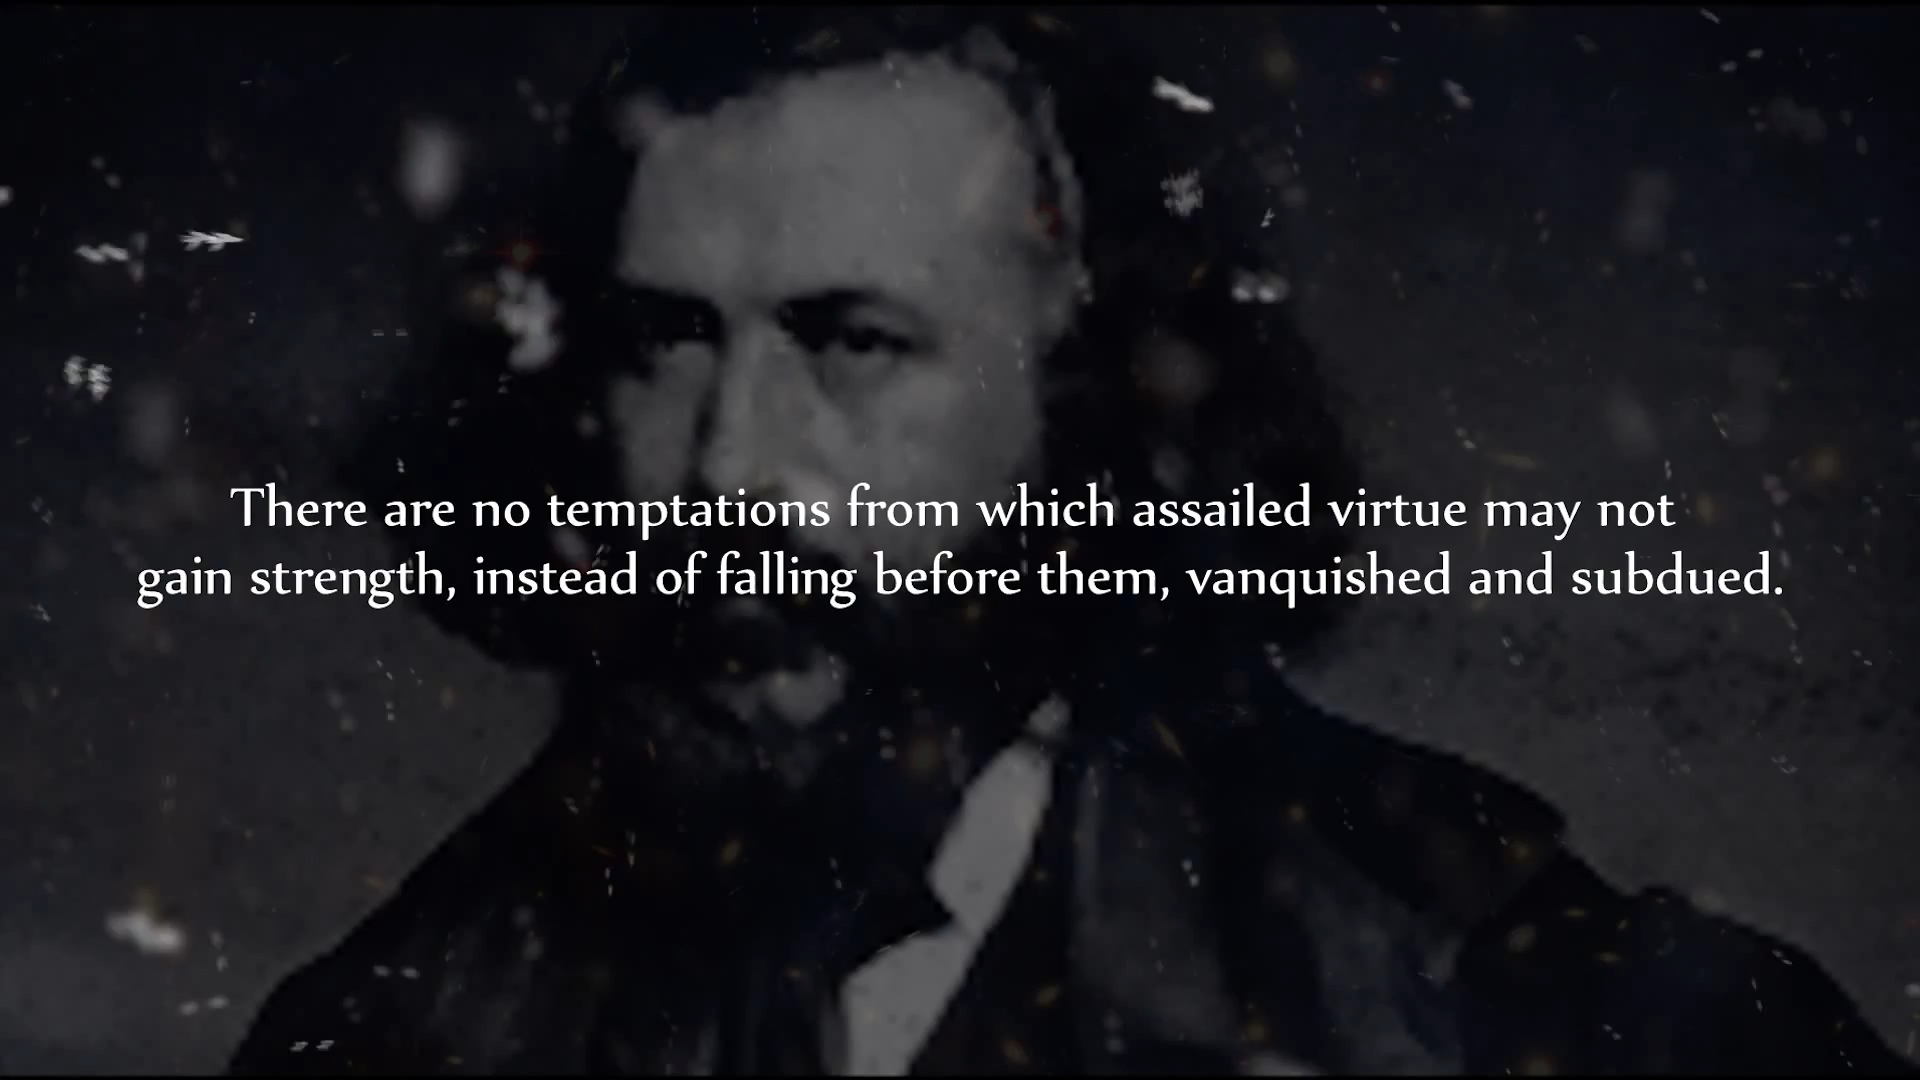 There are no temptations from which assailed virtue may not
gain strength, instead of falling before them, vanquished and subdued.